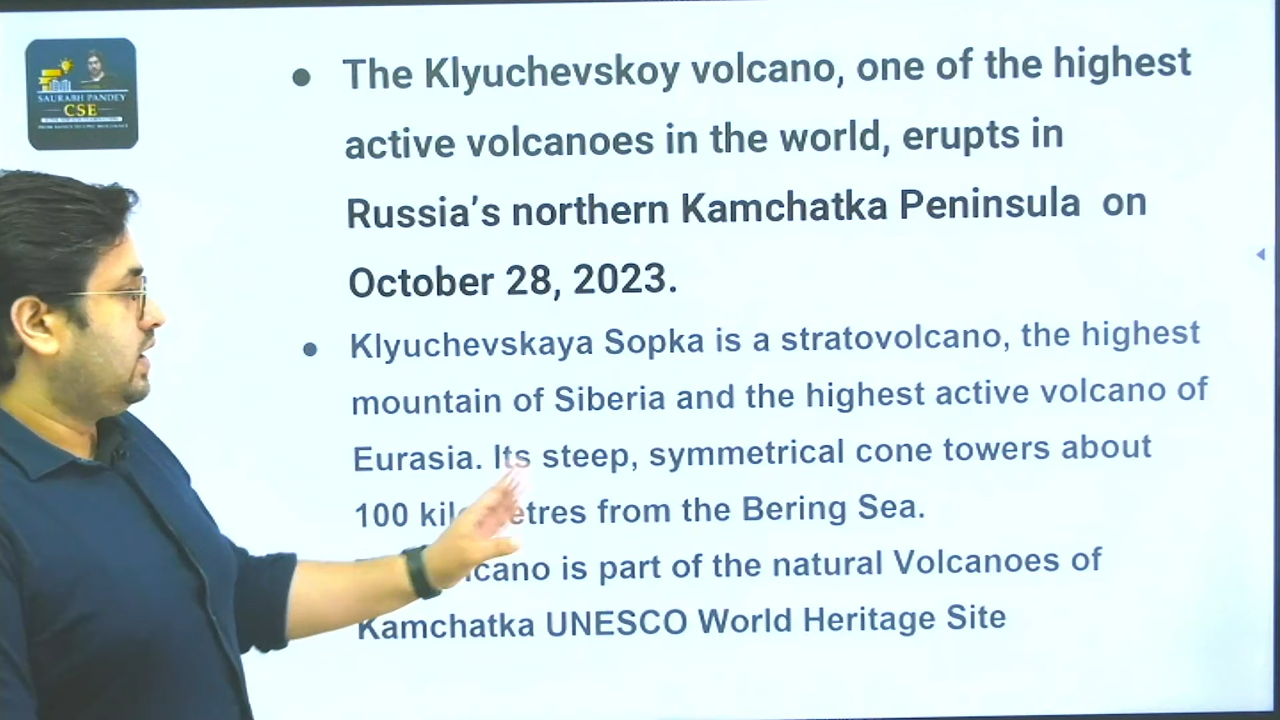 SAURABH PANDEY
CSE
• The Klyuchevskoy volcano, one of the highest
active volcanoes in the world, erupts in
Russia's northern Kamchatka Peninsula on
October 28, 2023.
• Klyuchevskaya Sopka is a stratovolcano, the highest
mountain of Siberia and the highest active volcano of
Eurasia. Its steep, symmetrical cone towers about
100 from the Bering Sea.
is part of the natural Volcanoes of
Kamchatka UNESCO World Heritage Site